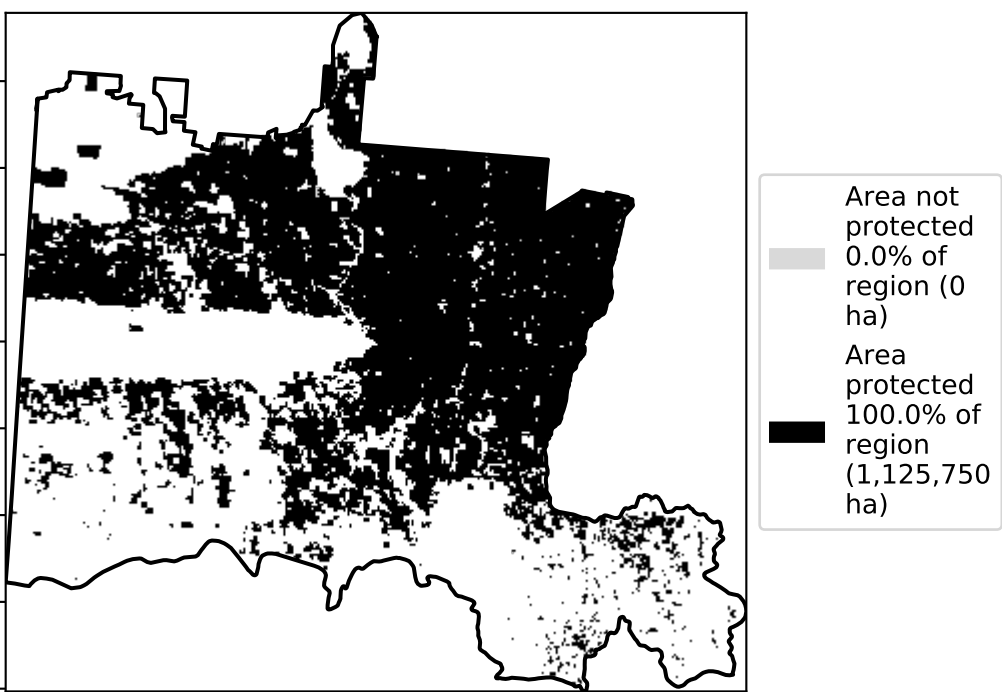 Area not
protected
0.0% of
region (0
ha)
Area
protected
100.0% of
region
(1,125,750
ha)